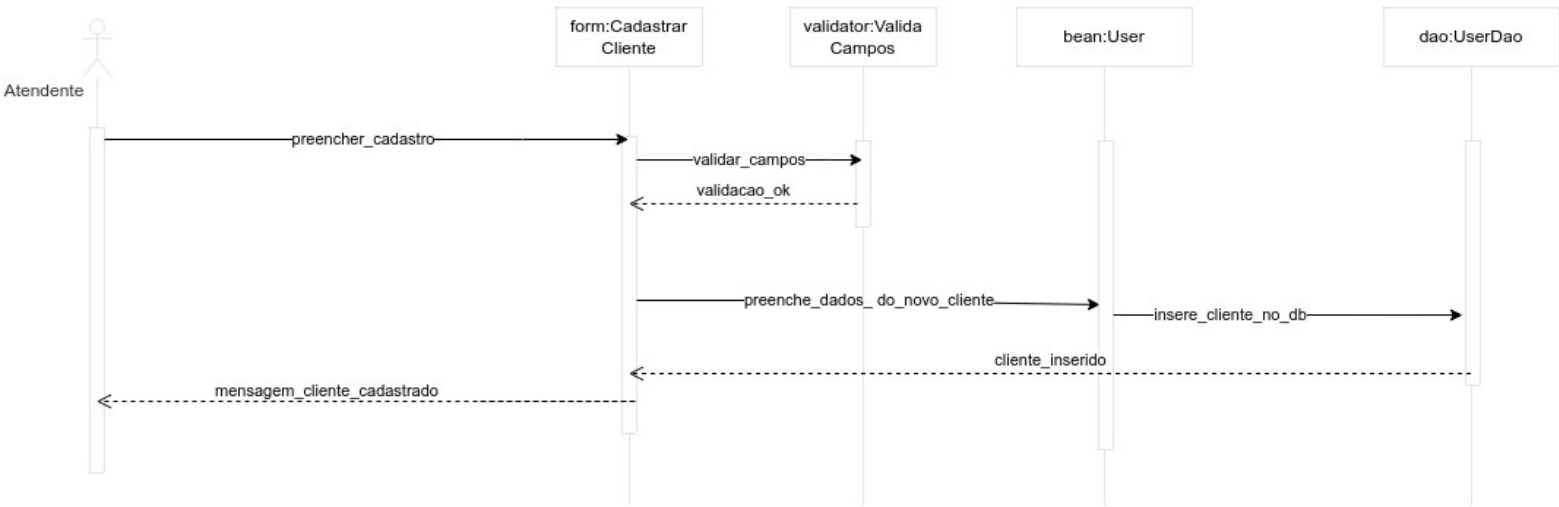 form:Cadastrar
Cliente
validator:Valida
Campos
bean:User
dao:UserDao
Atendente
preencher_cadastro
validar_campos
validacao_ok
preenche_dados_ do_novo_cliente
insere_cliente_no_db
cliente_inserido
mensagem_cliente_cadastrado